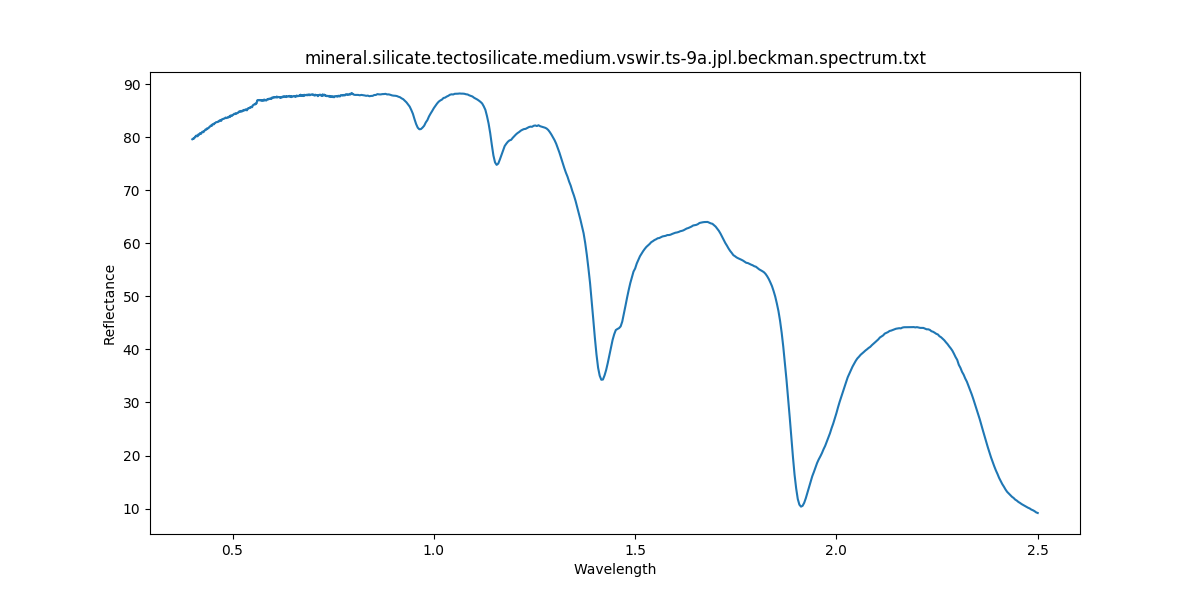 mineral.silicate.tectosilicate.medium.vswir.ts-9a.jpl.beckman.spectrum.txt
90
80
70
60
50
40
30
20
10
Reflectance
0.5 1.0 1.5 2.0 2.5
Wavelength